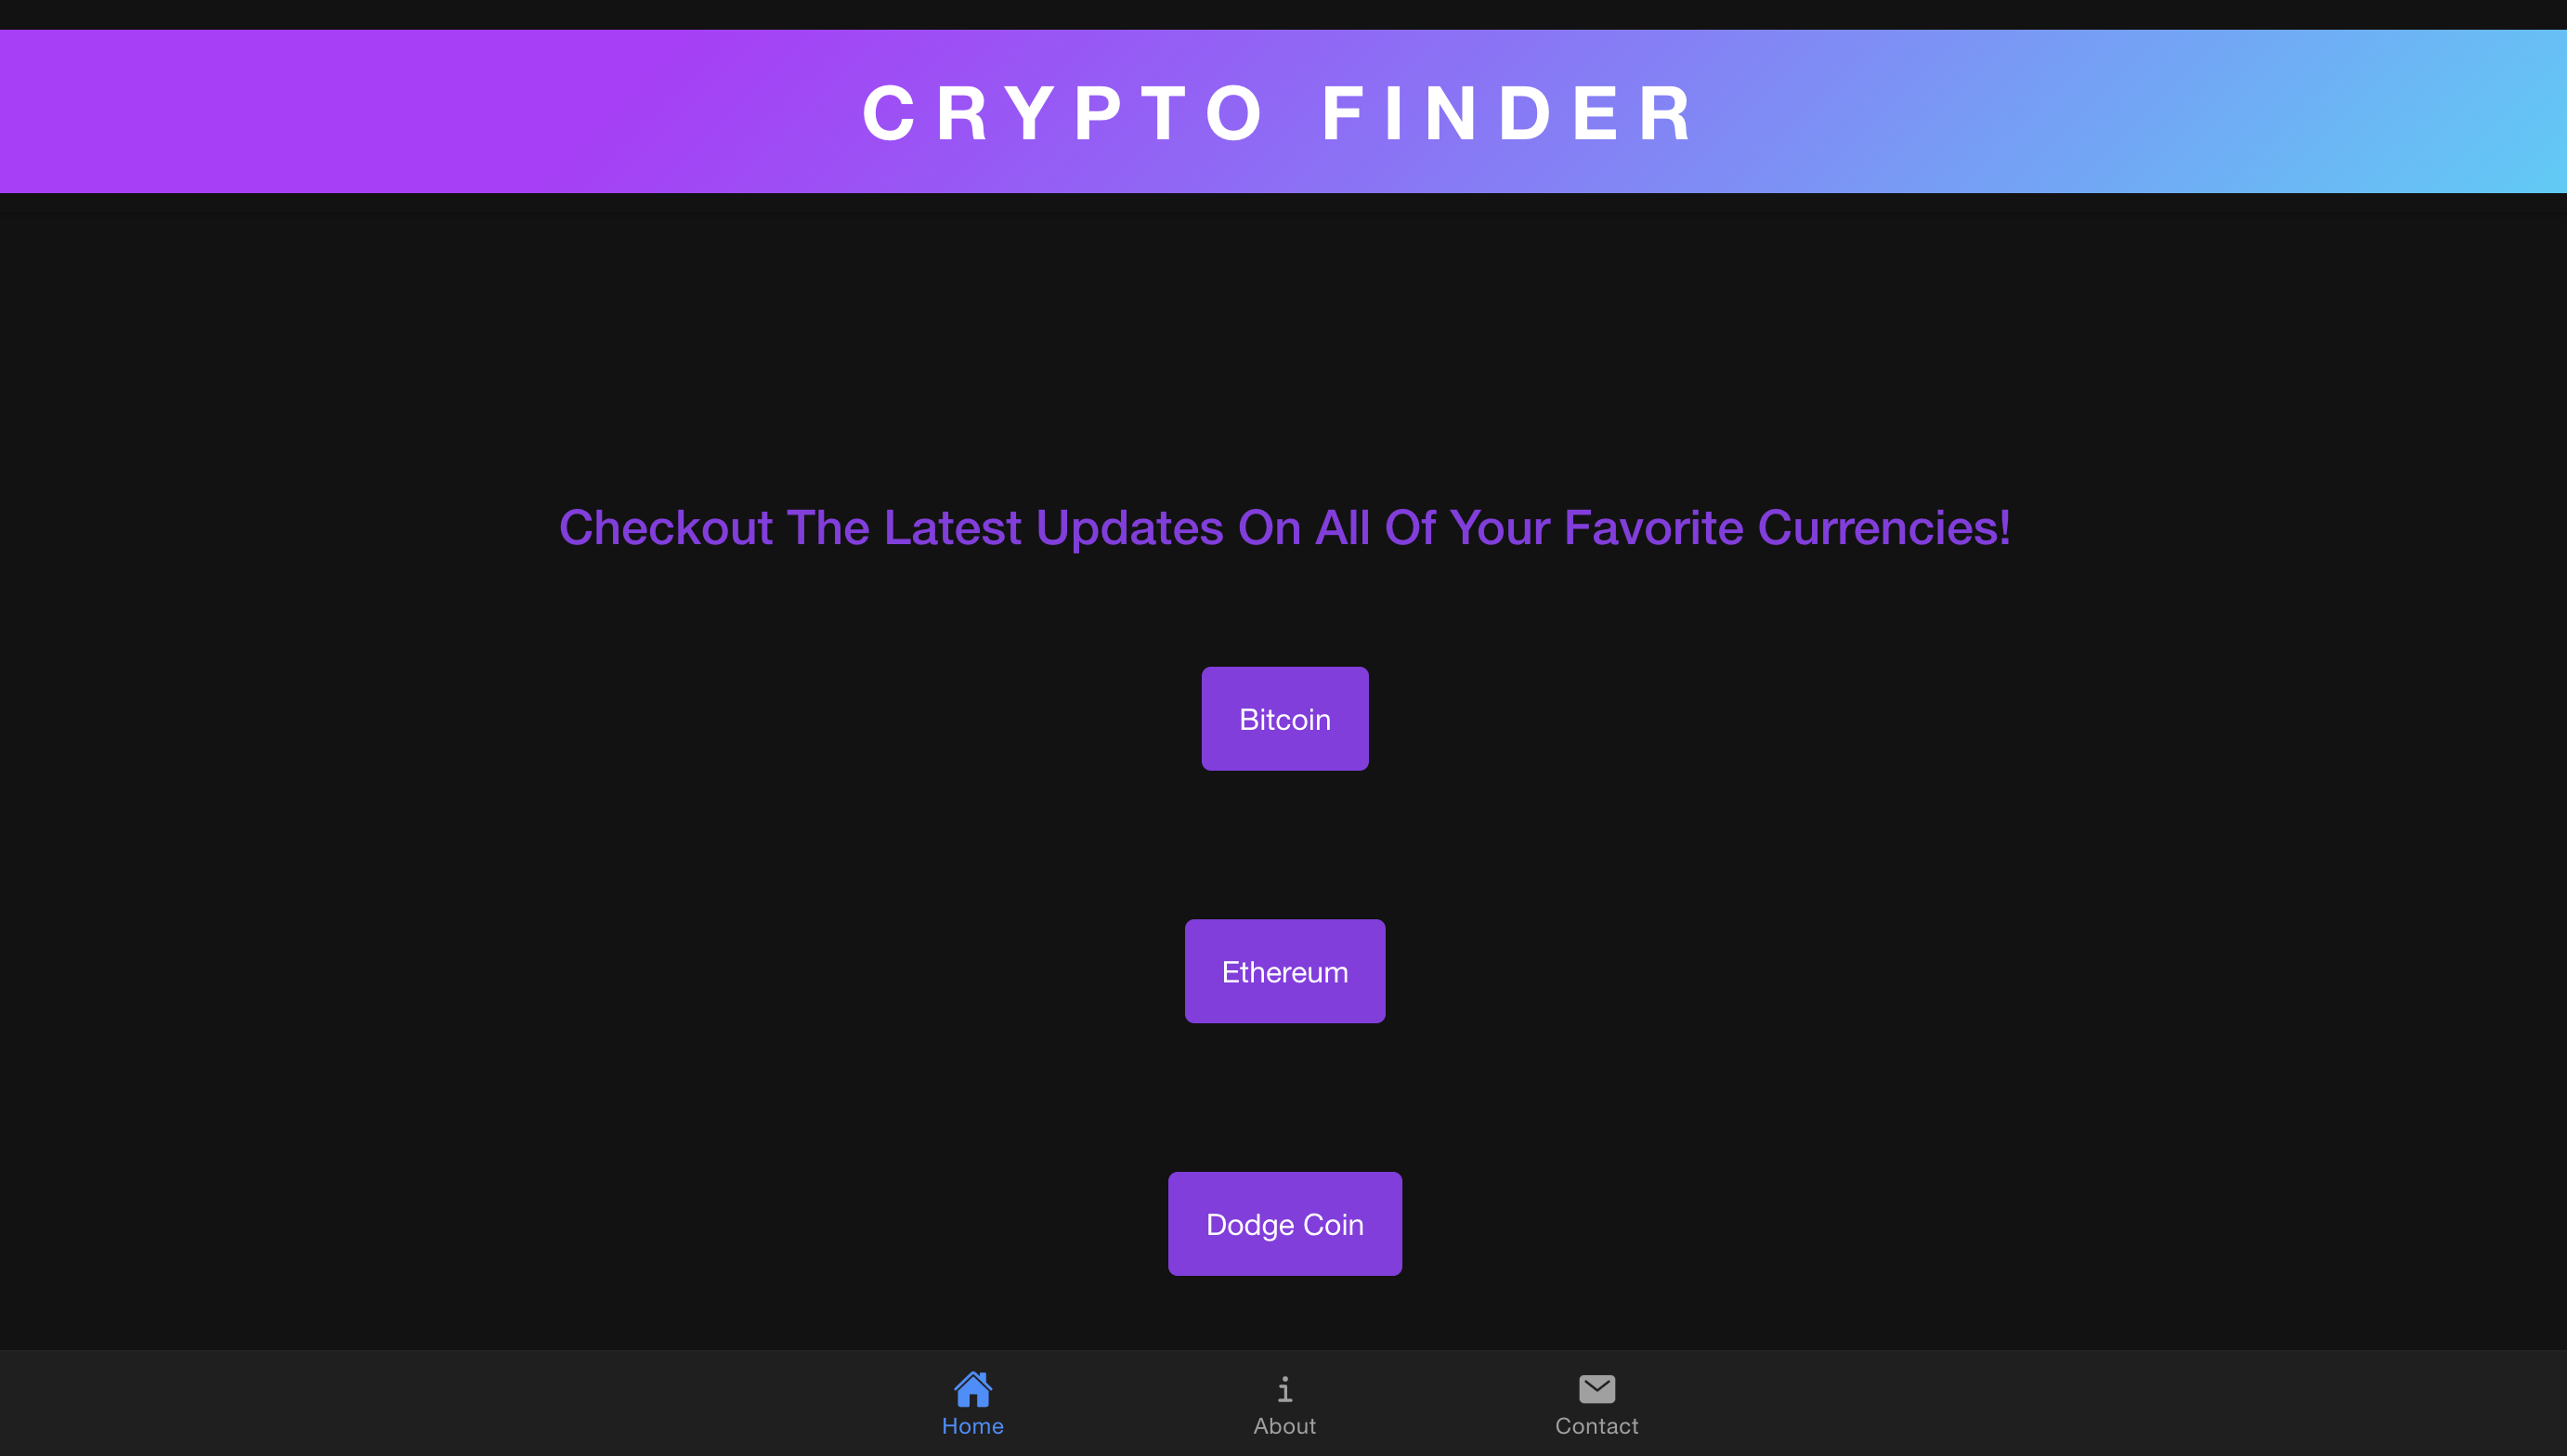 CRYPTO FINDER
Checkout The Latest Updates On All Of Your Favorite Currencies!
Bitcoin
Ethereum
Dodge Coin
Home
About
Contact